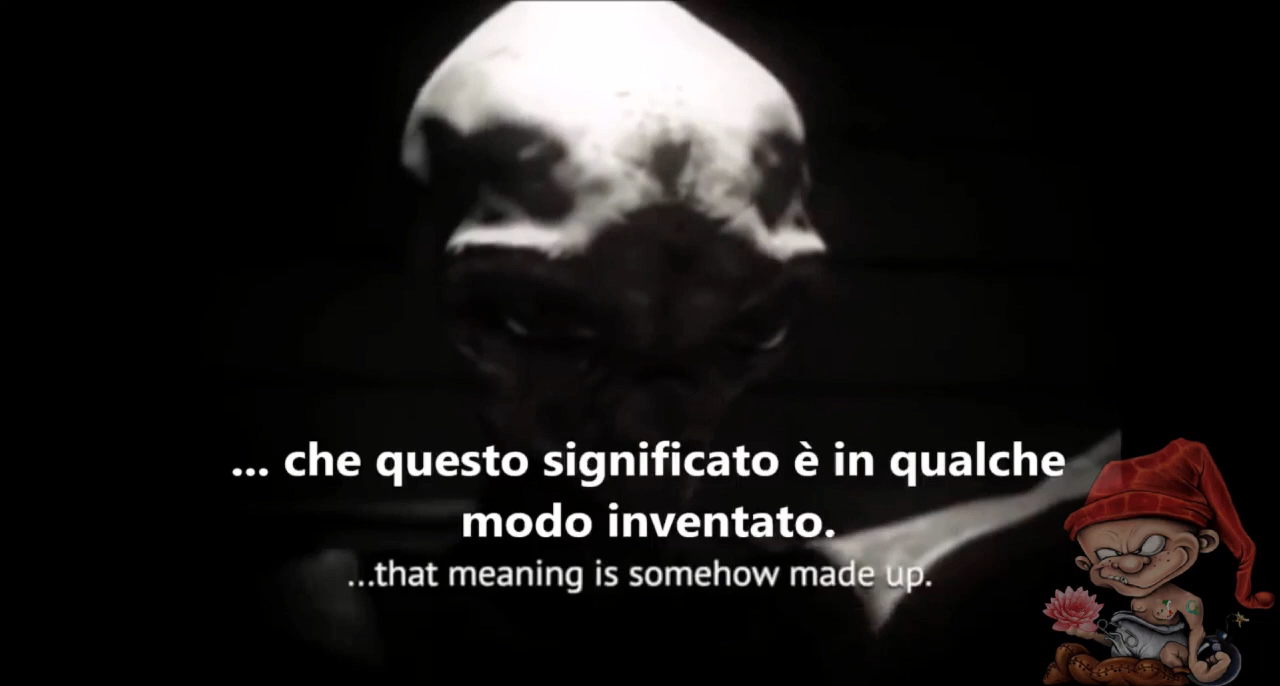 ... che questo significato è in qualche
modo inventato.
...that meaning is somehow made up.